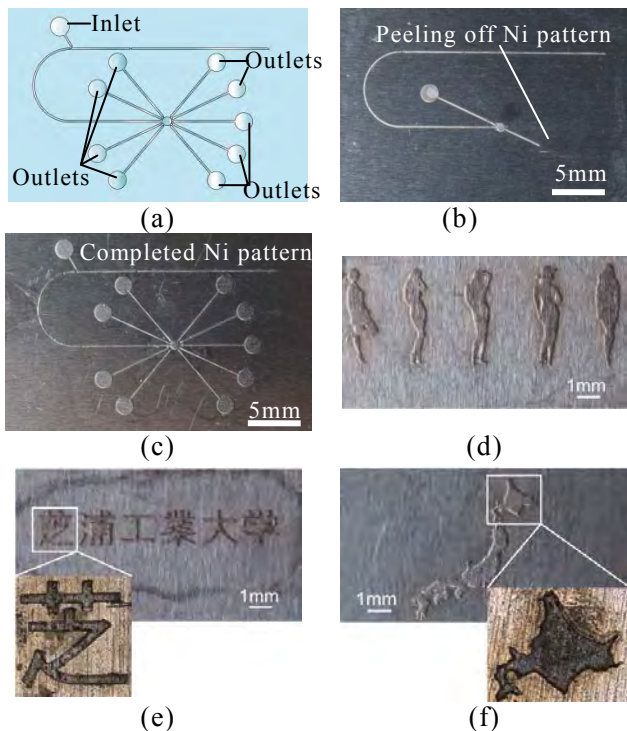 Inlet
Outlets
Outlets
Outlets
(a)
Peeling off Ni pattern
5mm
(b)
Completed Ni pattern
5mm
(c)
1mm
(d)
芝浦工業大学
1mm
芝
(e)
1mm
(f)